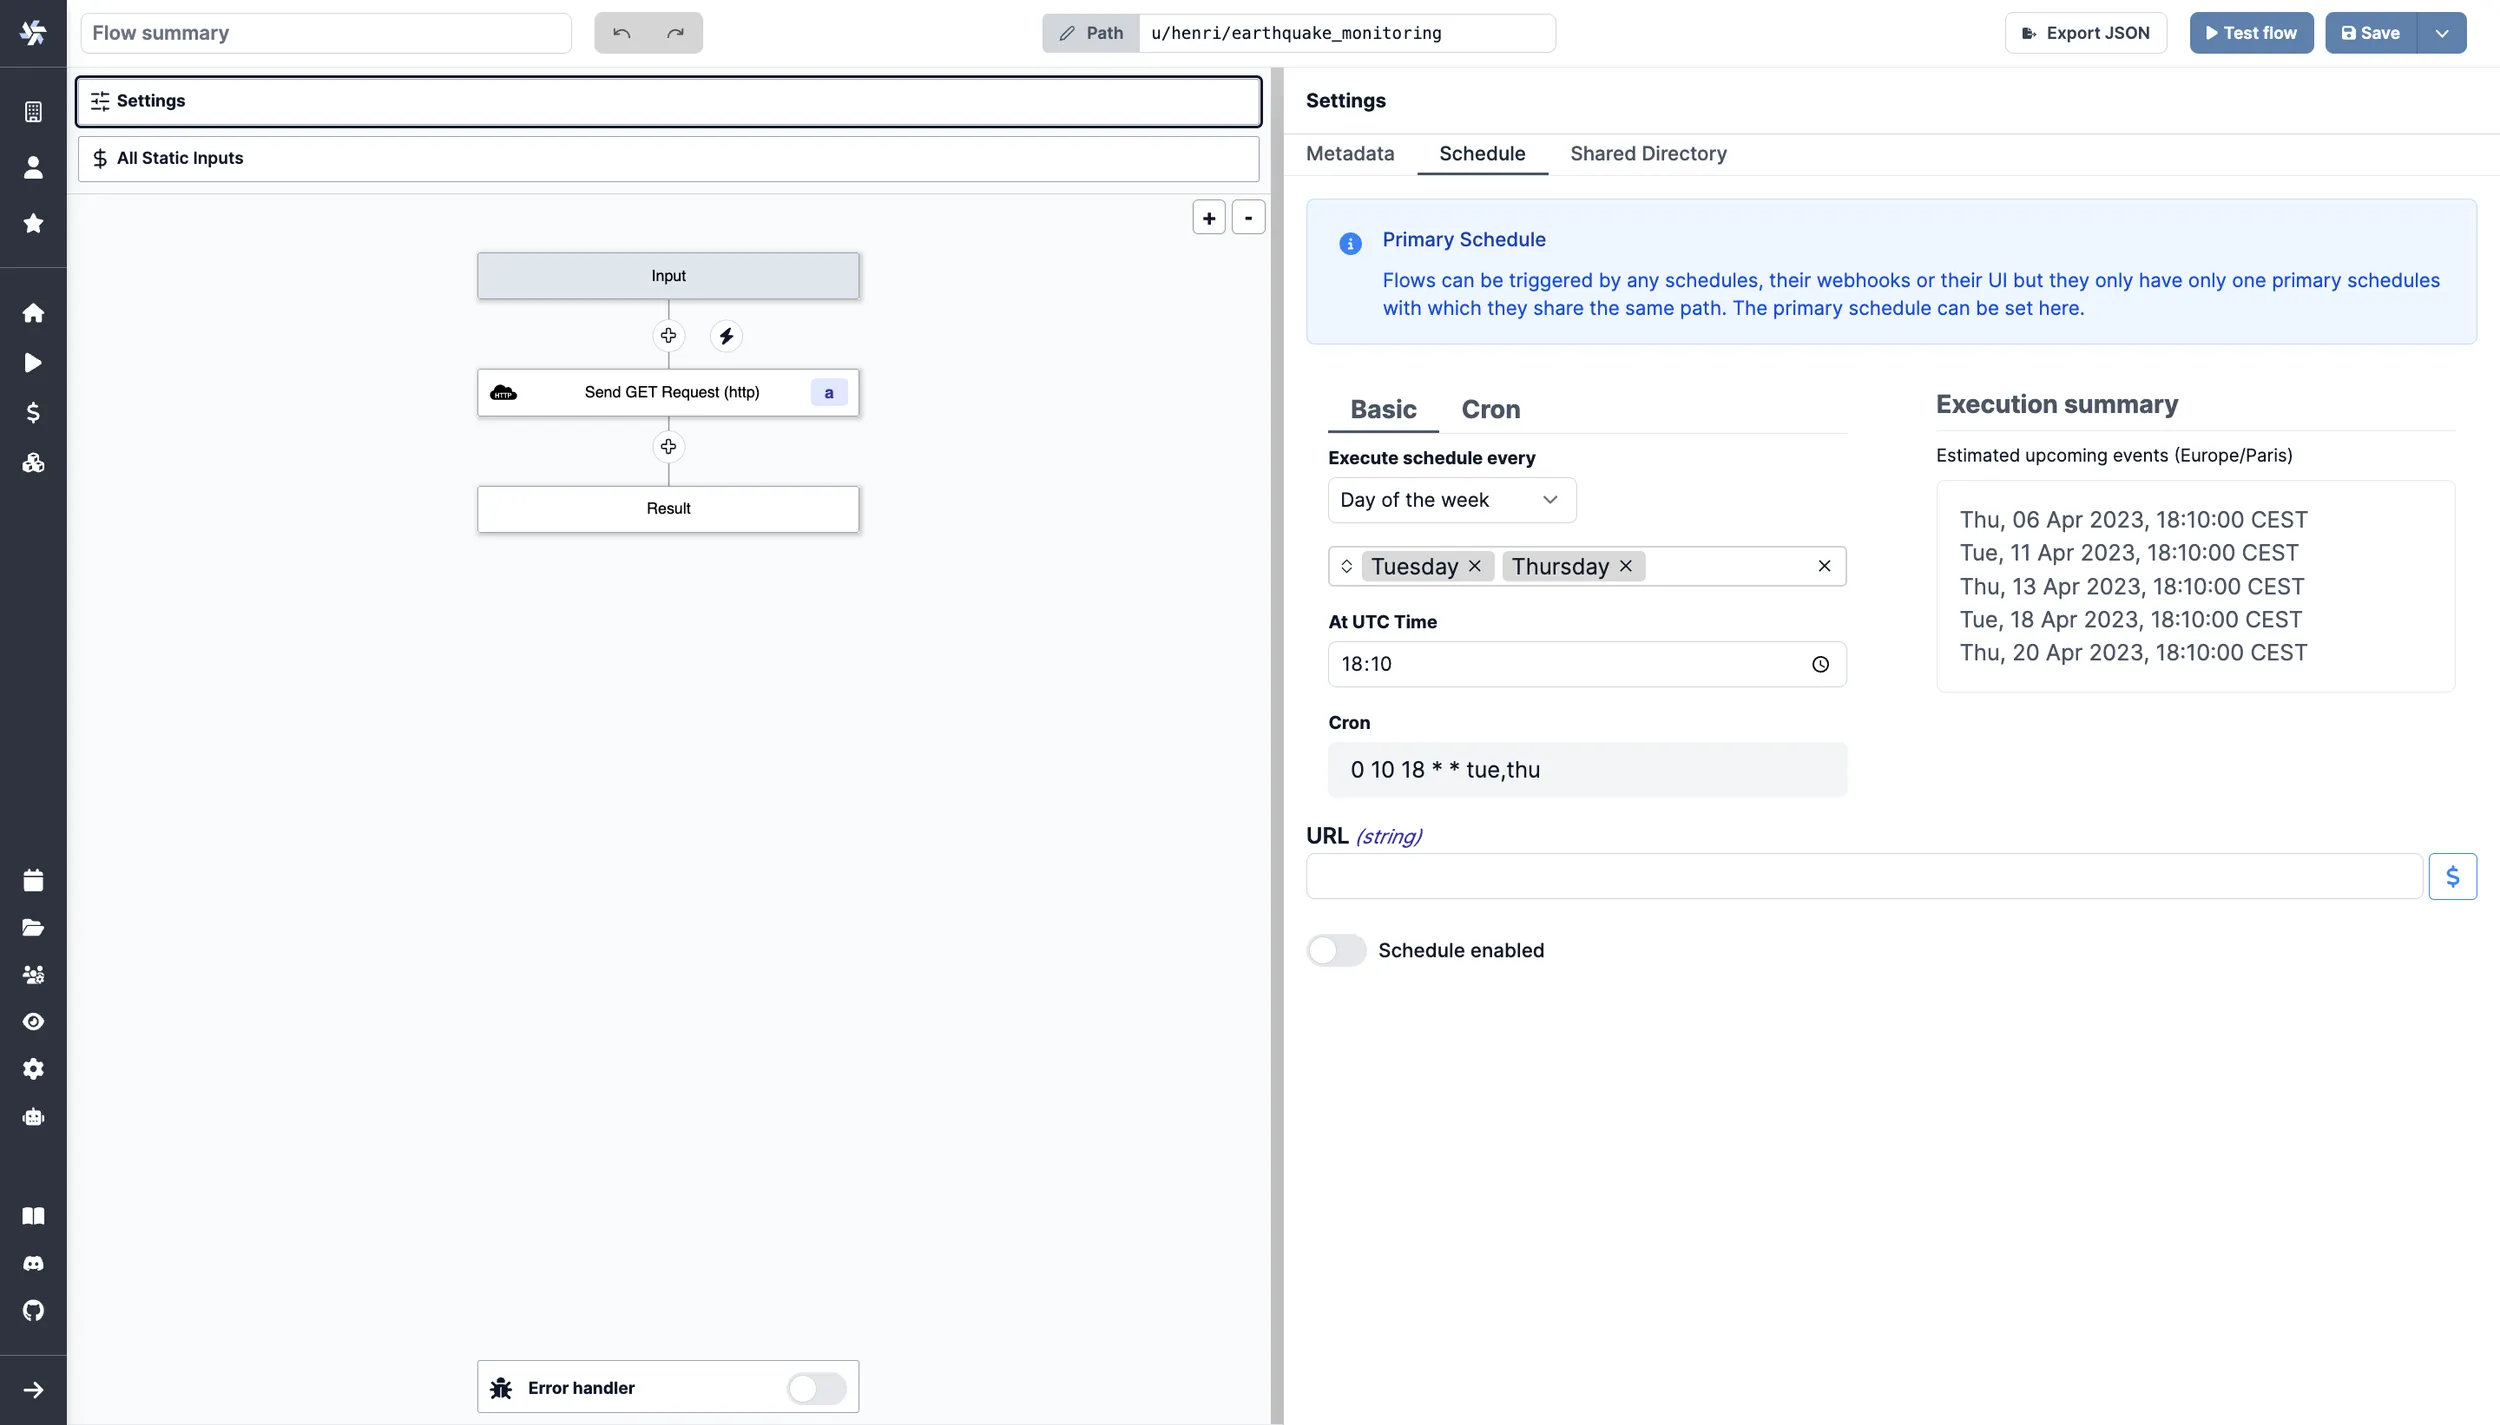 Flow summary
Path
u/henri/earthquake_monitoring
Export JSON
Test flow
Save
Settings
All Static Inputs
+
-
Input
HTTP
Send GET Request (http)
a
Result
Error handler
Settings
Metadata
Schedule
Shared Directory
Primary Schedule
Flows can be triggered by any schedules, their webhooks or their UI but they only have only one primary schedules
with which they share the same path. The primary schedule can be set here.
Basic
Cron
Execute schedule every
Day of the week
Tuesday
Thursday
At UTC Time
18:10
Cron
0 10 18 * * tue,thu
Execution summary
Estimated upcoming events (Europe/Paris)
Thu, 06 Apr 2023, 18:10:00 CEST
Tue, 11 Apr 2023, 18:10:00 CEST
Thu, 13 Apr 2023, 18:10:00 CEST
Tue, 18 Apr 2023, 18:10:00 CEST
Thu, 20 Apr 2023, 18:10:00 CEST
URL (string)
$
Schedule enabled